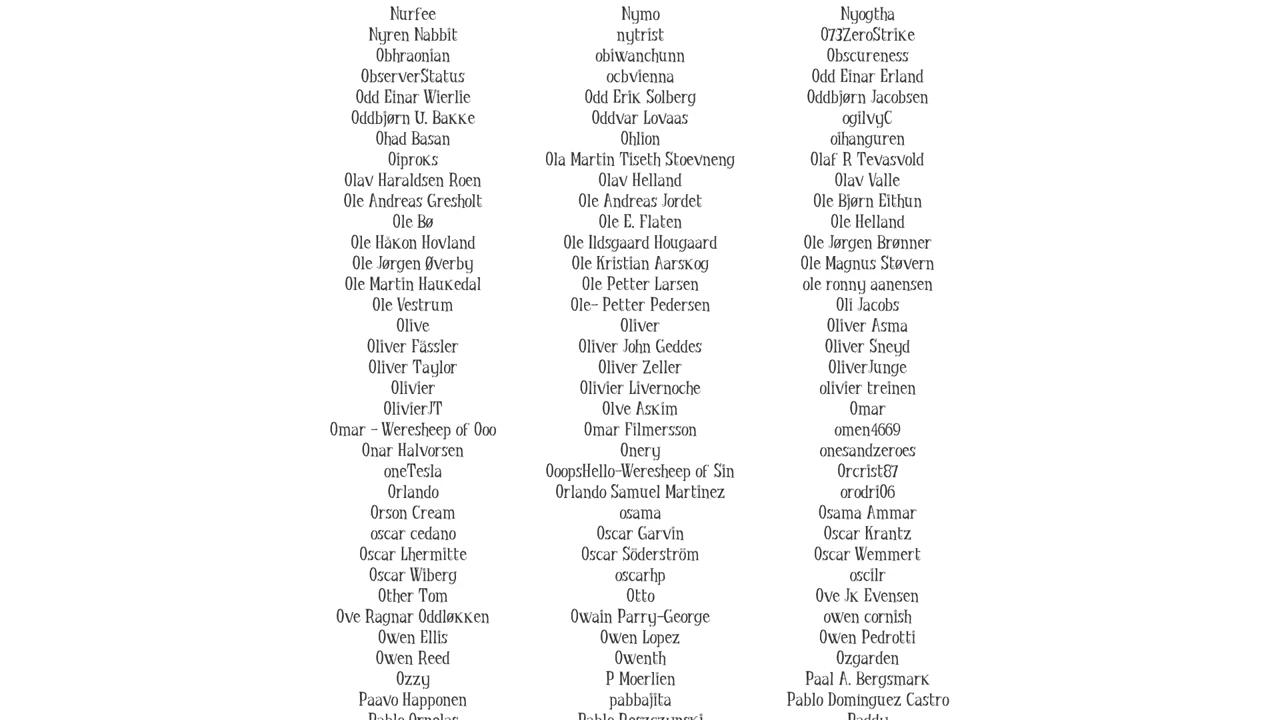 Nurfee Nymo Nyogtha
Nyren Nabbit nytrist O73ZeroStrike
Obhraonian obiwanchunn Obscureness
ObserverStatus ocbvienna Odd Einar Erland
Odd Einar Wierlie Odd Erik Solberg Oddbjørn Jacobsen
Oddbjørn U. Bakke Oddvar Lovaas ogilvyC
Ohad Basan Ohlion oihanguren
Oiproks Ola Martin Tiseth Stoevneng Olaf R Tevasvold
Olav Haraldsen Roen Olav Helland Olav Valle
Ole Andreas Gresholt Ole Andreas Jordet Ole Bjørn Eithun
Ole Bø Ole E. Flaten Ole Helland
Ole Håkon Hovland Ole Ildsgaard Hougaard Ole Jørgen Brønner
Ole Jørgen Øverby Ole Kristian Aarskog Ole Magnus Støvern
Ole Martin Haukedal Ole Petter Larsen ole ronny aanensen
Ole Vestrum Ole- Petter Pedersen Oli Jacobs
Olive Oliver Oliver Asma
Oliver Fässler Oliver John Geddes Oliver Sneyd
Oliver Taylor Oliver Zeller OliverJunge
Olivier Olivier Livernoche olivier treinen
OlivierJT Olve Askim Omar
Omar - Weresheep of Ooo Omar Filmersson omen4669
Onar Halvorsen Onery onesandzeroes
oneTesla OoopsHello-Weresheep of Sin Orcrist87
Orlando Orlando Samuel Martinez orodri06
Orson Cream osama Osama Ammar
oscar cedano Oscar Garvin Oscar Krantz
Oscar Lhermitte Oscar Söderström Oscar Wemmert
Oscar Wiberg oscarhp oscilr
Other Tom Otto Ove Jk Evensen
Ove Ragnar Oddløkken Owain Parry-George owen cornish
Owen Ellis Owen Lopez Owen Pedrotti
Owen Reed Owenth Ozgarden
Ozzy P Moerlien Paal A. Bergsmark
Paavo Happonen pabbajita Pablo Dominguez Castro
Pablo Ornelas Pablo Roszczynski Paddy